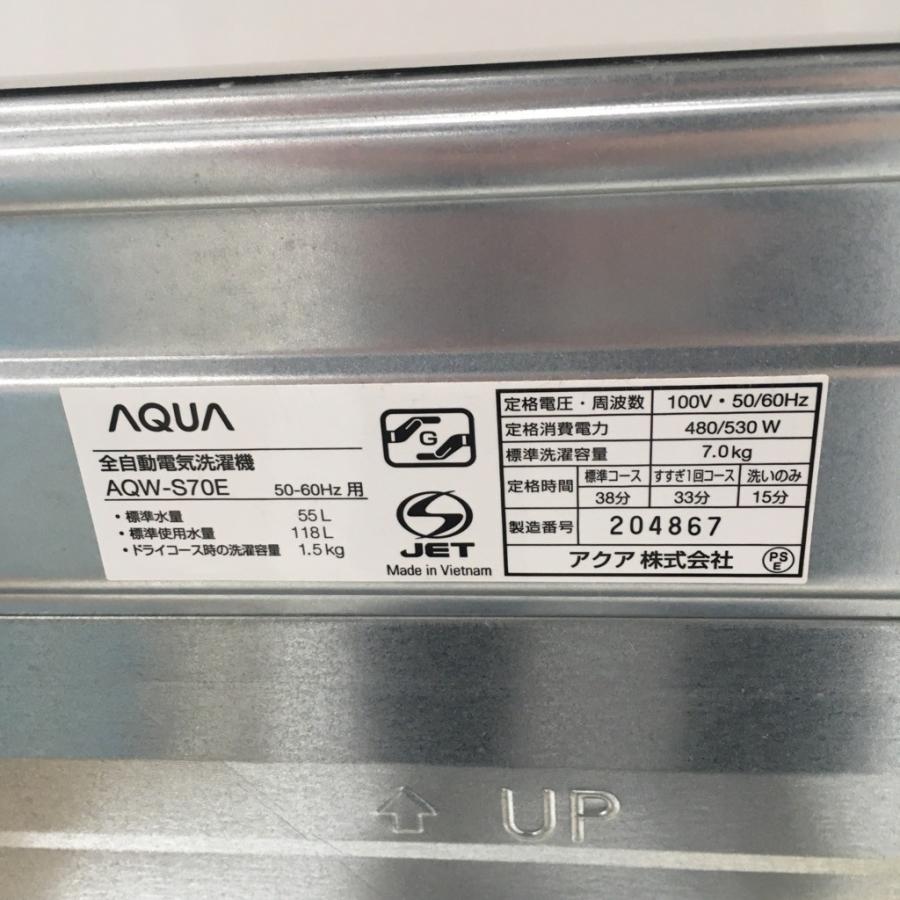 AQUA
全自動電気洗濯機
AQW-S70E 50-60Hz 用
・標準水量 55L
・標準使用水量 118L
・ドライコース時の洗濯容量 1.5kg
G
S
JET
Made in Vietnam
定格電圧・周波数 100V・50/60Hz
定格消費電力 480/530 W
標準洗濯容量 7.0kg
定格時間 標準コース すすぎ1回コース 洗いのみ
38分 33分 15分
製造番号 204867
アクア 株式会社 PSE
UP